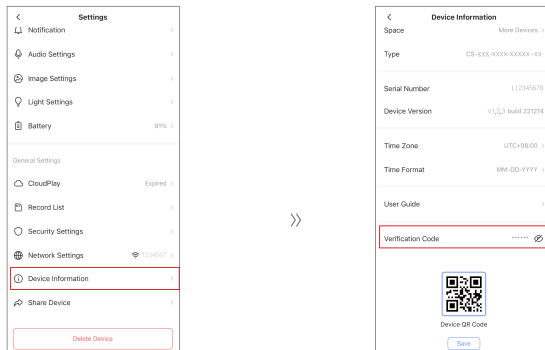 Settings
Notification
Audio Settings
Image Settings
Light Settings
Battery 91%
General Settings
CloudPlay Expired
Record List
Security Settings
Network Settings 1234567
Device Information
Share Device
Delete Device
Device Information
Space More Devices
Type CS-XXX-XXXX-XXXXX-XX
Serial Number L12345678
Device Version V1,2,3 build 221214
Time Zone UTC+08:00
Time Format MM-DD-YYYY
User Guide
Verification Code ******
Device QR Code
Save